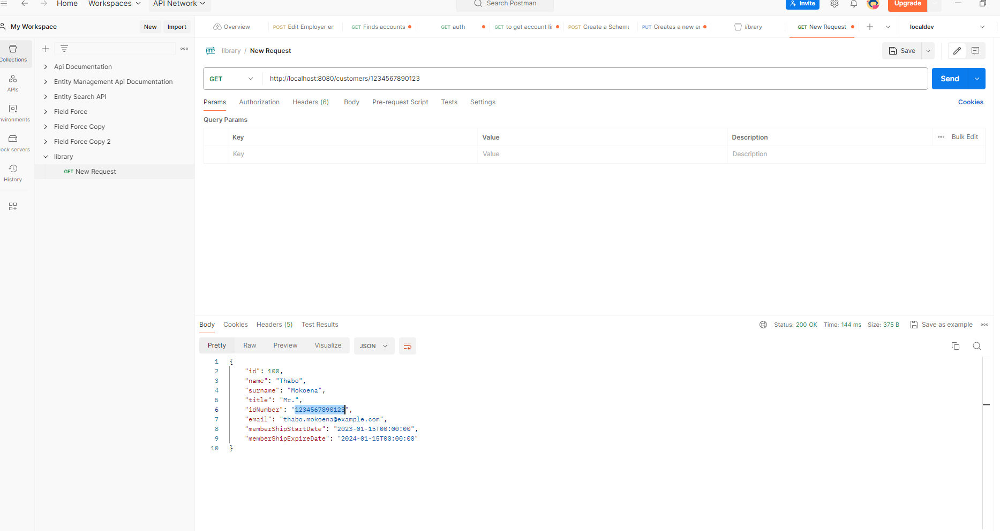 Home Workspaces API Network Search Postman Invite Upgrade
My Workspace New Import Overview POST Edit Employer er GET Finds accounts GET auth GET to get account lir POST Create a Scheme PUT Creates a new er library GET New Request localdev
Collections
library / New Request Save
Api Documentation
GET http://localhost:8080/customers/1234567890123 Send
Entity Management Api Documentation
APIs
Entity Search API
Params Authorization Headers (6) Body Pre-request Script Tests Settings Cookies
Field Force
nvironments
Query Params
Field Force Copy
Key Value Description Bulk Edit
Field Force Copy 2
ock servers
Key Value Description
library
GET New Request
History
Body Cookies Headers (5) Test Results Status: 200 OK Time: 144 ms Size: 375 B Save as example
Pretty Raw Preview Visualize JSON
1 {
2 "id": 100,
3 "name": "Thabo",
4 "surname": "Mokoena",
5 "title": "Mr.",
6 "idNumber": "1234567890123",
7 "email": "thabo.mokoena@example.com",
8 "memberShipStartDate": "2023-01-15T00:00:00",
9 "memberShipExpireDate": "2024-01-15T00:00:00"
10 }